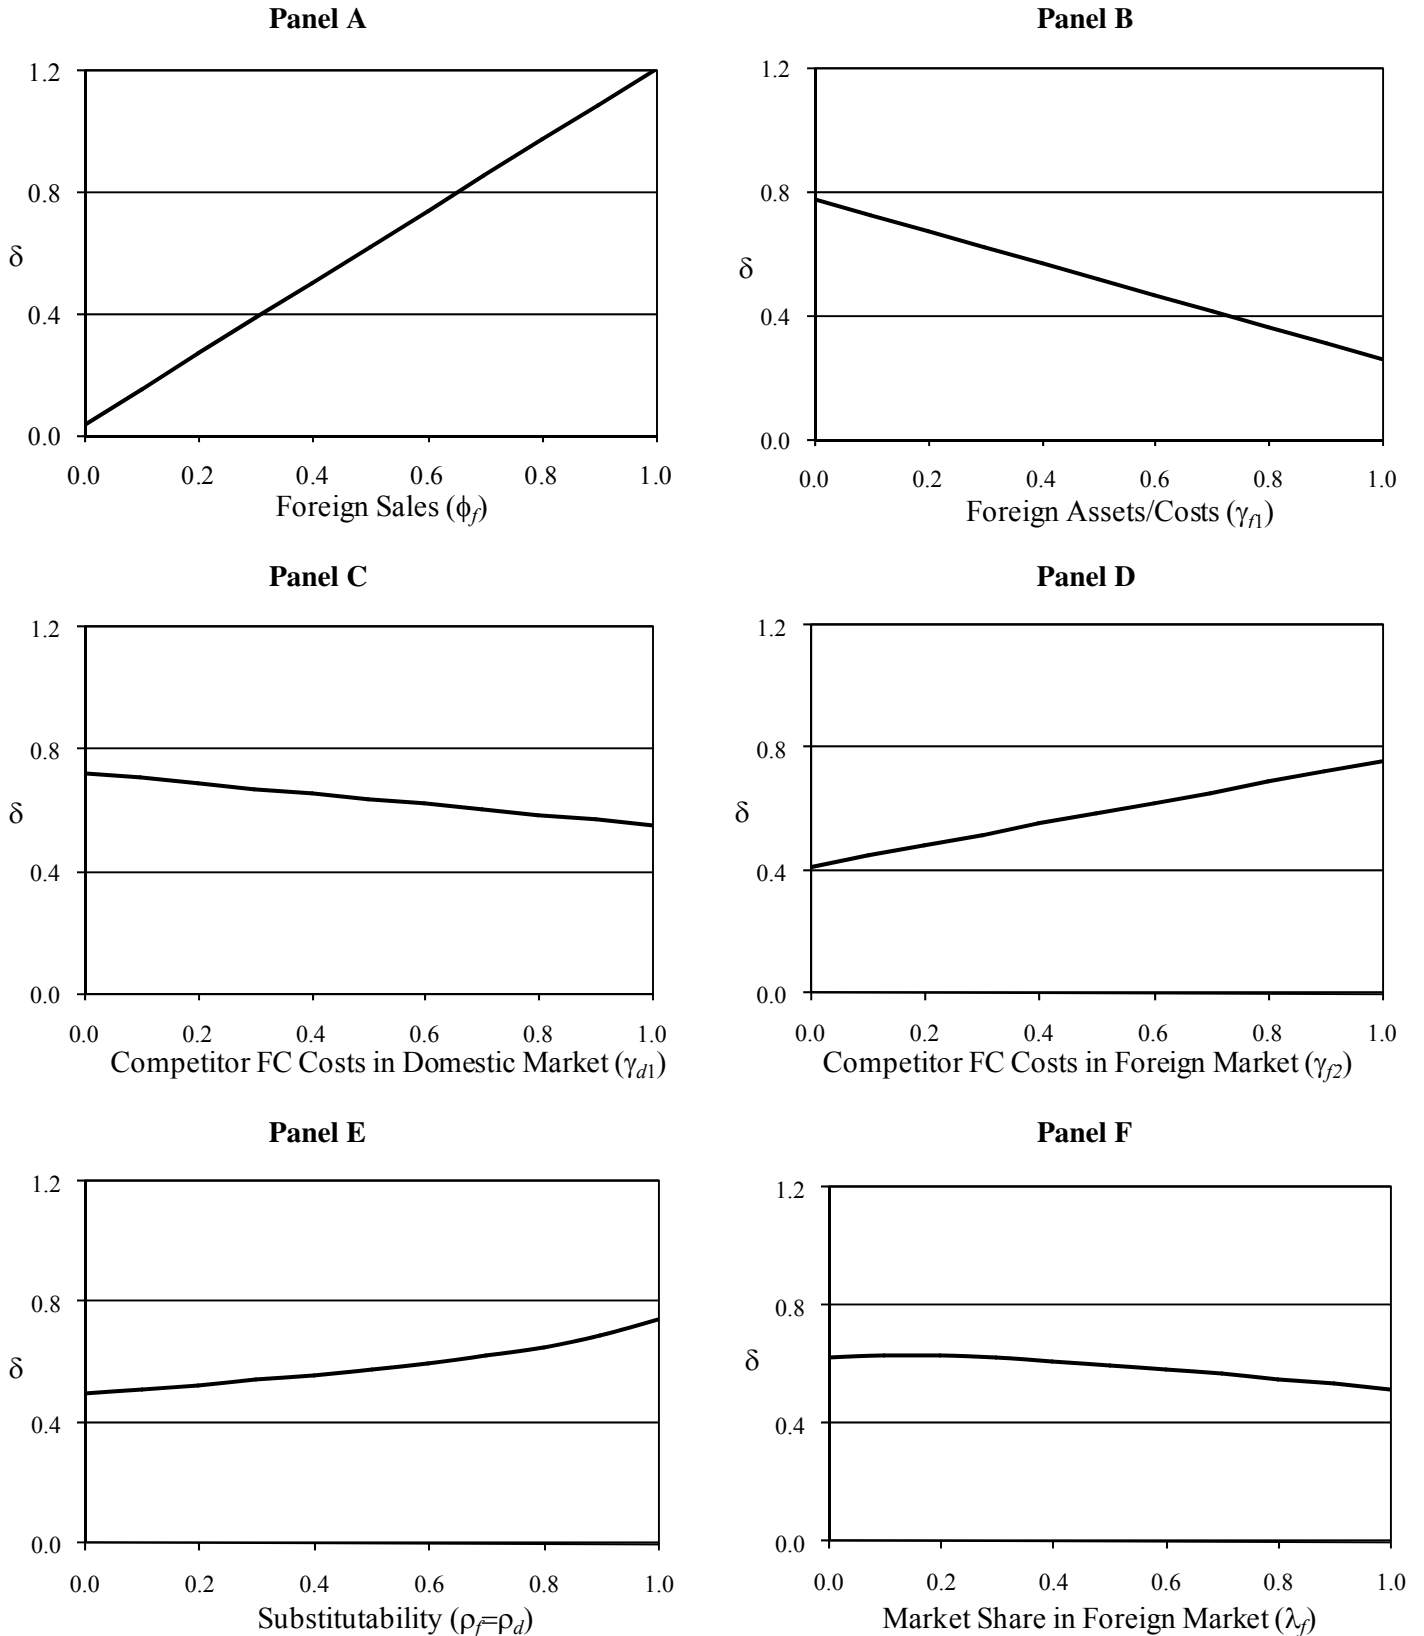 Panel A
1.2
0.8
δ
0.4
0.0
0.0 0.2 0.4 0.6 0.8 1.0
Foreign Sales (ϕf)
Panel B
1.2
0.8
δ
0.4
0.0
0.0 0.2 0.4 0.6 0.8 1.0
Foreign Assets/Costs (γf1)
Panel C
1.2
0.8
δ
0.4
0.0
0.0 0.2 0.4 0.6 0.8 1.0
Competitor FC Costs in Domestic Market (γd1)
Panel D
1.2
0.8
δ
0.4
0.0
0.0 0.2 0.4 0.6 0.8 1.0
Competitor FC Costs in Foreign Market (γf2)
Panel E
1.2
0.8
δ
0.4
0.0
0.0 0.2 0.4 0.6 0.8 1.0
Substitutability (ρf=ρd)
Panel F
1.2
0.8
δ
0.4
0.0
0.0 0.2 0.4 0.6 0.8 1.0
Market Share in Foreign Market (λf)